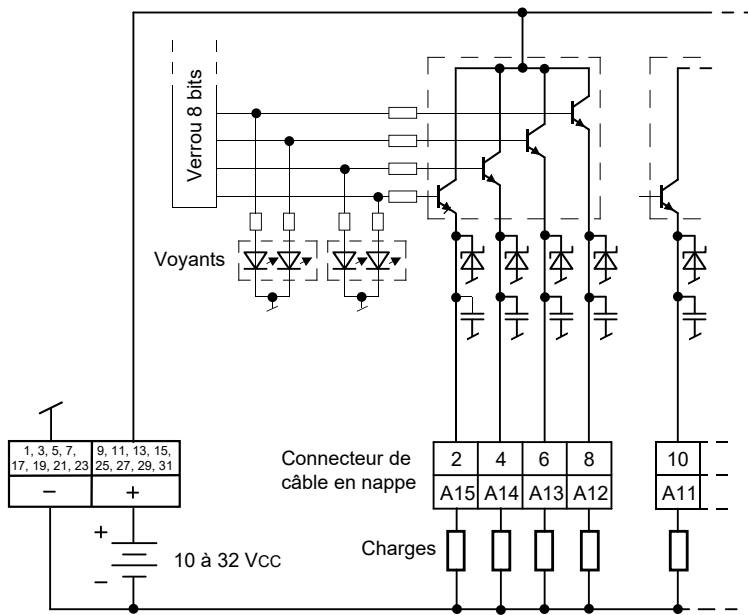 Verrou 8 bits
Voyants
1, 3, 5, 7,
17, 19, 21, 23
9, 11, 13, 15,
25, 27, 29, 31
−
+
Connecteur de
câble en nappe
2
4
6
8
10
A15
A14
A13
A12
A11
+
−
10 à 32 VCC
Charges